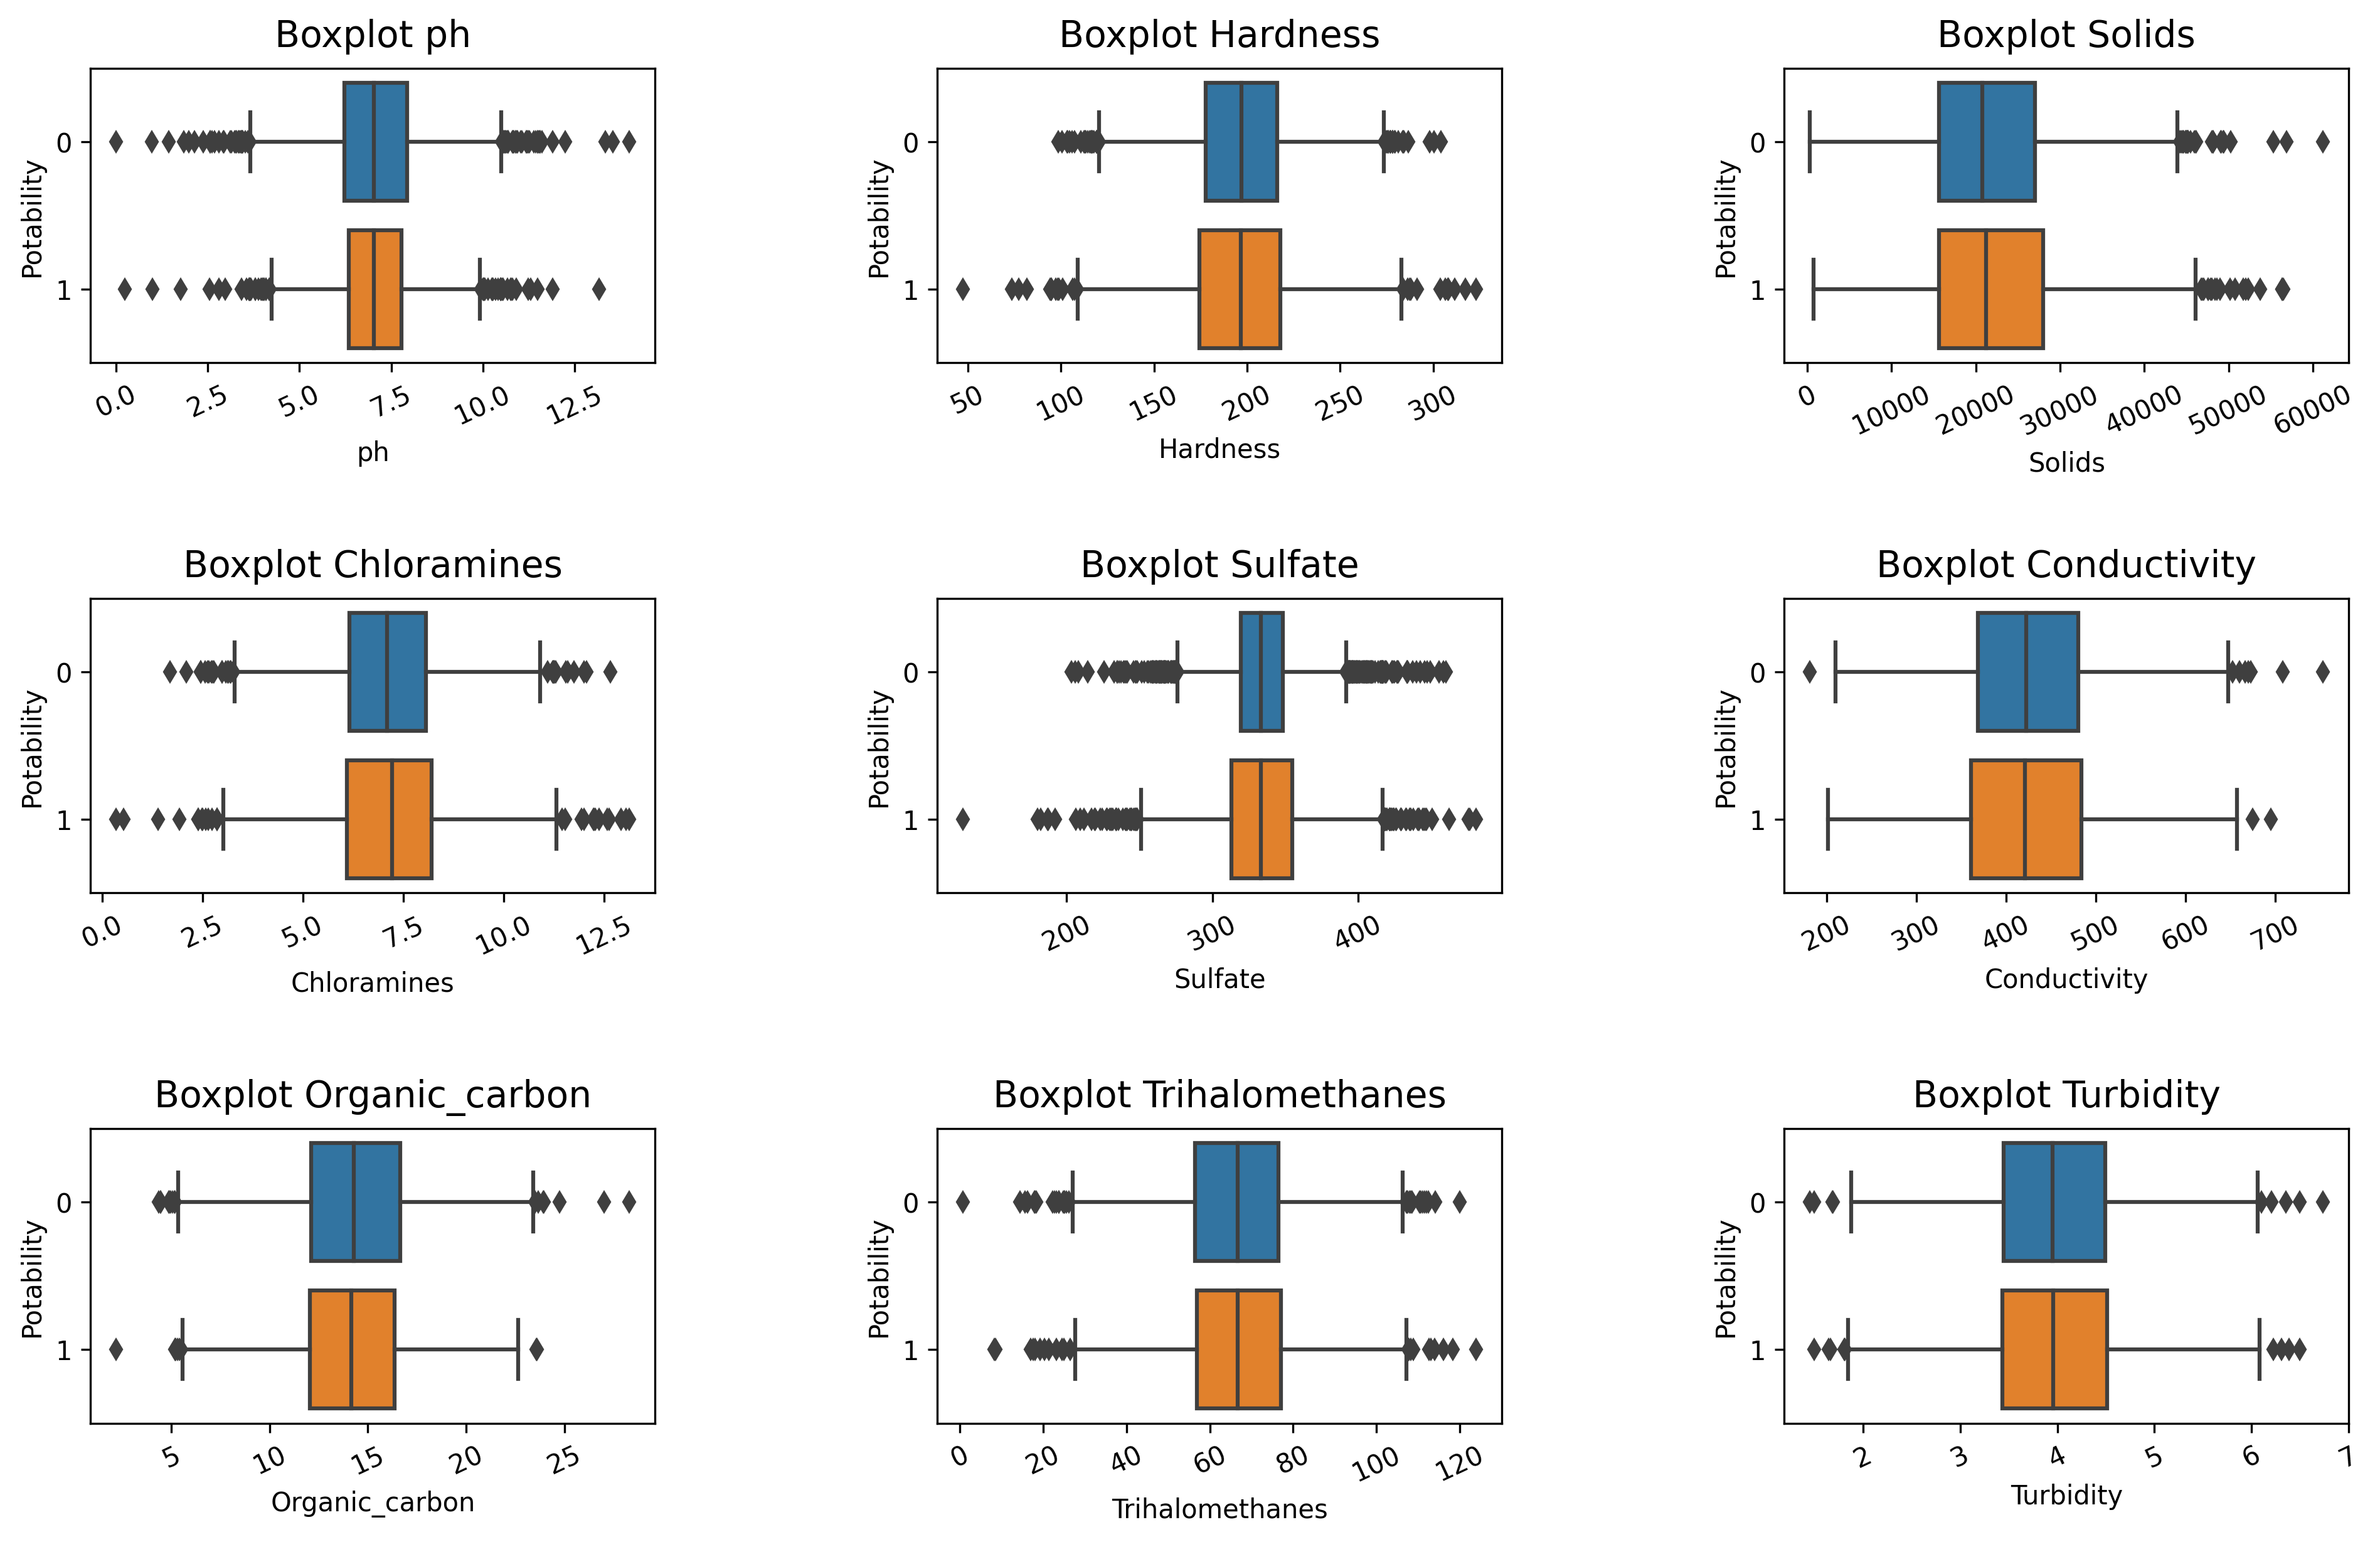 Boxplot ph
Potability
0
1
0.0 2.5 5.0 7.5 10.0 12.5
ph
Boxplot Hardness
Potability
0
1
50 100 150 200 250 300
Hardness
Boxplot Solids
Potability
0
1
0 10000 20000 30000 40000 50000 60000
Solids
Boxplot Chloramines
Potability
0
1
0.0 2.5 5.0 7.5 10.0 12.5
Chloramines
Boxplot Sulfate
Potability
0
1
200 300 400
Sulfate
Boxplot Conductivity
Potability
0
1
200 300 400 500 600 700
Conductivity
Boxplot Organic_carbon
Potability
0
1
5 10 15 20 25
Organic_carbon
Boxplot Trihalomethanes
Potability
0
1
0 20 40 60 80 100 120
Trihalomethanes
Boxplot Turbidity
Potability
0
1
2 3 4 5 6 7
Turbidity